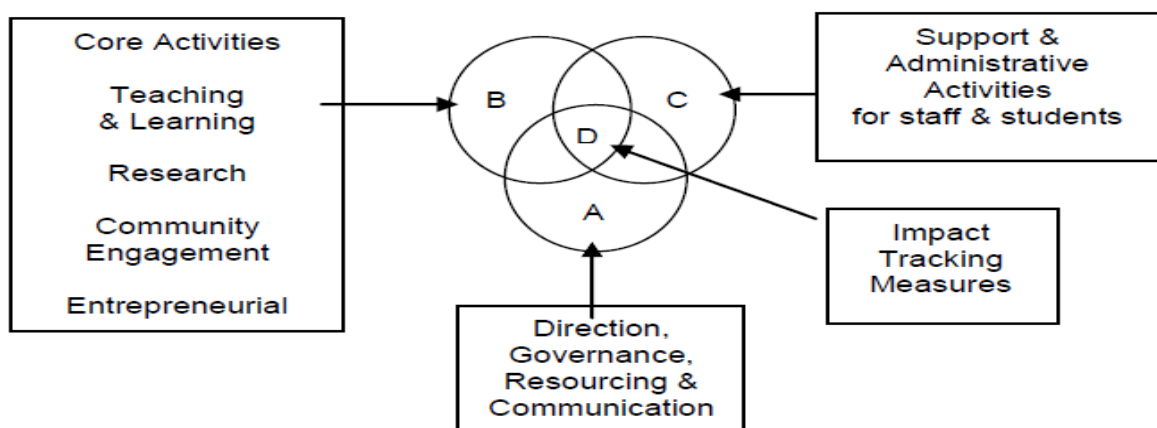 Core Activities
Teaching
& Learning
Research
Community
Engagement
Entrepreneurial
B
C
D
A
Support &
Administrative
Activities
for staff & students
Impact
Tracking
Measures
Direction,
Governance,
Resourcing &
Communication